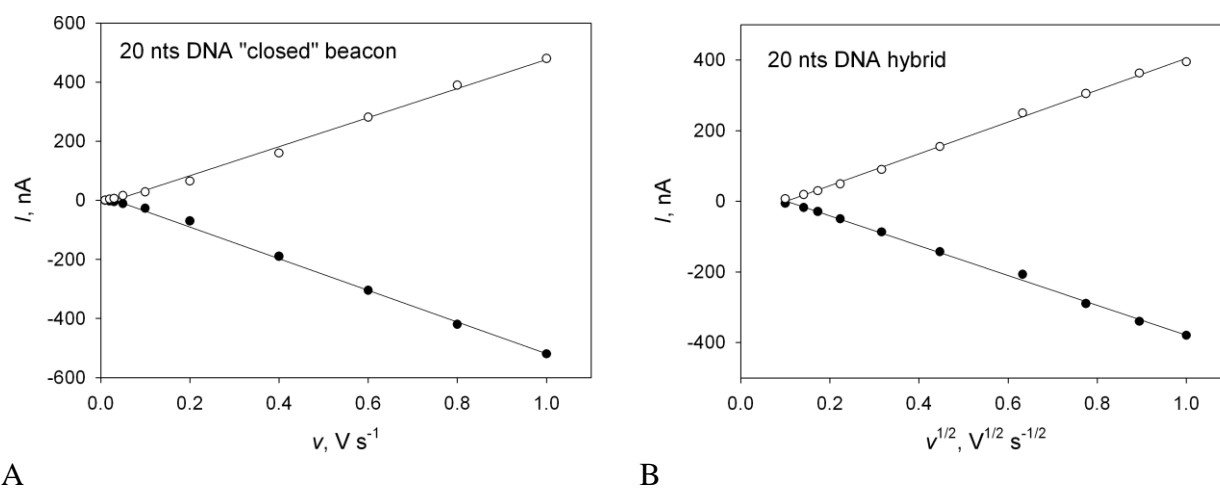 600
400
200
0
-200
-400
-600
I, nA
20 nts DNA "closed" beacon
0.0 0.2 0.4 0.6 0.8 1.0
v, V s⁻¹
A
400
200
0
-200
-400
I, nA
20 nts DNA hybrid
0.0 0.2 0.4 0.6 0.8 1.0
v¹/², V¹/² s⁻¹/²
B